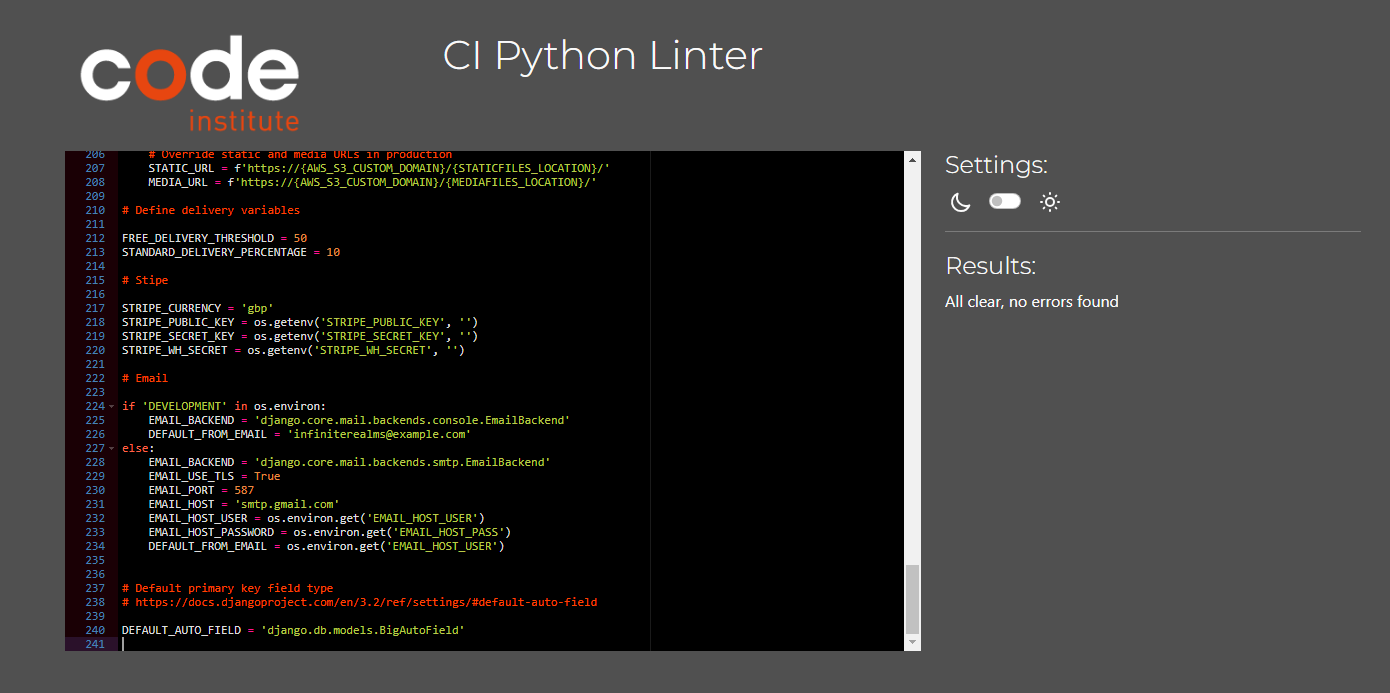 code
institute
CI Python Linter
206     # Override static and media URLs in production
207     STATIC_URL = f'https://{AWS_S3_CUSTOM_DOMAIN}/{STATICFILES_LOCATION}/'
208     MEDIA_URL = f'https://{AWS_S3_CUSTOM_DOMAIN}/{MEDIAFILES_LOCATION}/'
209
210 # Define delivery variables
211
212 FREE_DELIVERY_THRESHOLD = 50
213 STANDARD_DELIVERY_PERCENTAGE = 10
214
215 # Stipe
216
217 STRIPE_CURRENCY = 'gbp'
218 STRIPE_PUBLIC_KEY = os.getenv('STRIPE_PUBLIC_KEY', '')
219 STRIPE_SECRET_KEY = os.getenv('STRIPE_SECRET_KEY', '')
220 STRIPE_WH_SECRET = os.getenv('STRIPE_WH_SECRET', '')
221
222 # Email
223
224 if 'DEVELOPMENT' in os.environ:
225     EMAIL_BACKEND = 'django.core.mail.backends.console.EmailBackend'
226     DEFAULT_FROM_EMAIL = 'infiniterealms@example.com'
227 else:
228     EMAIL_BACKEND = 'django.core.mail.backends.smtp.EmailBackend'
229     EMAIL_USE_TLS = True
230     EMAIL_PORT = 587
231     EMAIL_HOST = 'smtp.gmail.com'
232     EMAIL_HOST_USER = os.environ.get('EMAIL_HOST_USER')
233     EMAIL_HOST_PASSWORD = os.environ.get('EMAIL_HOST_PASS')
234     DEFAULT_FROM_EMAIL = os.environ.get('EMAIL_HOST_USER')
235
236
237 # Default primary key field type
238 # https://docs.djangoproject.com/en/3.2/ref/settings/#default-auto-field
239
240 DEFAULT_AUTO_FIELD = 'django.db.models.BigAutoField'
241
Settings:
Results:
All clear, no errors found